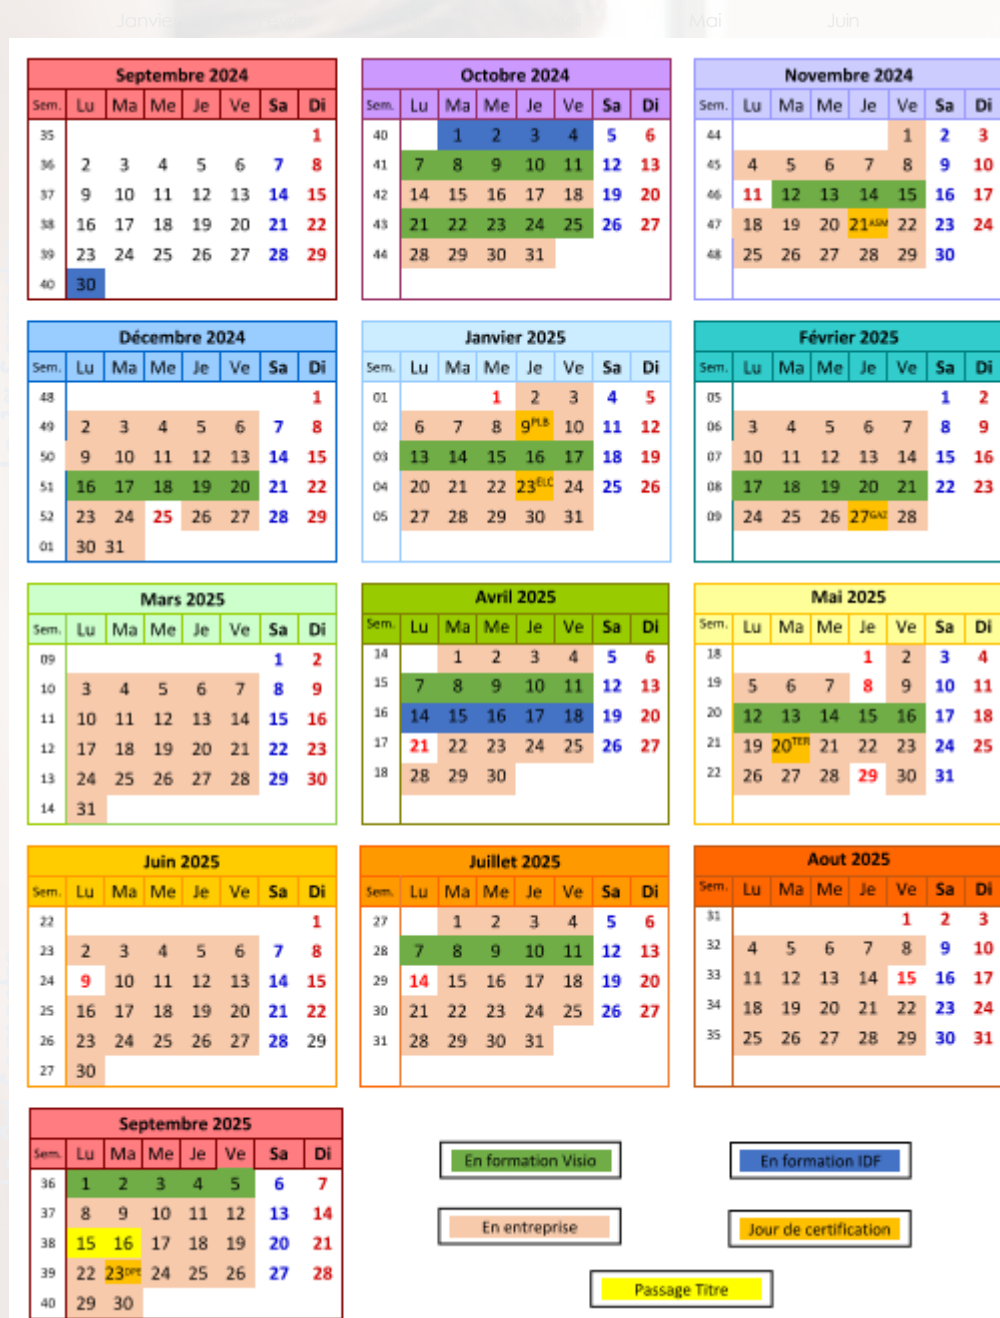 Mai Juin
Septembre 2024
Sem. Lu Ma Me Je Ve Sa Di
35 1
36 2 3 4 5 6 7 8
37 9 10 11 12 13 14 15
38 16 17 18 19 20 21 22
39 23 24 25 26 27 28 29
40 30
Octobre 2024
Sem. Lu Ma Me Je Ve Sa Di
40 1 2 3 4 5 6
41 7 8 9 10 11 12 13
42 14 15 16 17 18 19 20
43 21 22 23 24 25 26 27
44 28 29 30 31
Novembre 2024
Sem. Lu Ma Me Je Ve Sa Di
44 1 2 3
45 4 5 6 7 8 9 10
46 11 12 13 14 15 16 17
47 18 19 20 21 ASM 22 23 24
48 25 26 27 28 29 30
Décembre 2024
Sem. Lu Ma Me Je Ve Sa Di
48 1
49 2 3 4 5 6 7 8
50 9 10 11 12 13 14 15
51 16 17 18 19 20 21 22
52 23 24 25 26 27 28 29
01 30 31
Janvier 2025
Sem. Lu Ma Me Je Ve Sa Di
01 1 2 3 4 5
02 6 7 8 9 PLB 10 11 12
03 13 14 15 16 17 18 19
04 20 21 22 23 ELC 24 25 26
05 27 28 29 30 31
Février 2025
Sem. Lu Ma Me Je Ve Sa Di
05 1 2
06 3 4 5 6 7 8 9
07 10 11 12 13 14 15 16
08 17 18 19 20 21 22 23
09 24 25 26 27 GAZ 28
Mars 2025
Sem. Lu Ma Me Je Ve Sa Di
09 1 2
10 3 4 5 6 7 8 9
11 10 11 12 13 14 15 16
12 17 18 19 20 21 22 23
13 24 25 26 27 28 29 30
14 31
Avril 2025
Sem. Lu Ma Me Je Ve Sa Di
14 1 2 3 4 5 6
15 7 8 9 10 11 12 13
16 14 15 16 17 18 19 20
17 21 22 23 24 25 26 27
18 28 29 30
Mai 2025
Sem. Lu Ma Me Je Ve Sa Di
18 1 2 3 4
19 5 6 7 8 9 10 11
20 12 13 14 15 16 17 18
21 19 20 TER 21 22 23 24 25
22 26 27 28 29 30 31
Juin 2025
Sem. Lu Ma Me Je Ve Sa Di
22 1
23 2 3 4 5 6 7 8
24 9 10 11 12 13 14 15
25 16 17 18 19 20 21 22
26 23 24 25 26 27 28 29
27 30
Juillet 2025
Sem. Lu Ma Me Je Ve Sa Di
27 1 2 3 4 5 6
28 7 8 9 10 11 12 13
29 14 15 16 17 18 19 20
30 21 22 23 24 25 26 27
31 28 29 30 31
Aout 2025
Sem. Lu Ma Me Je Ve Sa Di
31 1 2 3
32 4 5 6 7 8 9 10
33 11 12 13 14 15 16 17
34 18 19 20 21 22 23 24
35 25 26 27 28 29 30 31
Septembre 2025
Sem. Lu Ma Me Je Ve Sa Di
36 1 2 3 4 5 6 7
37 8 9 10 11 12 13 14
38 15 16 17 18 19 20 21
39 22 23 DPE 24 25 26 27 28
40 29 30
En formation Visio
En formation IDF
En entreprise
Jour de certification
Passage Titre